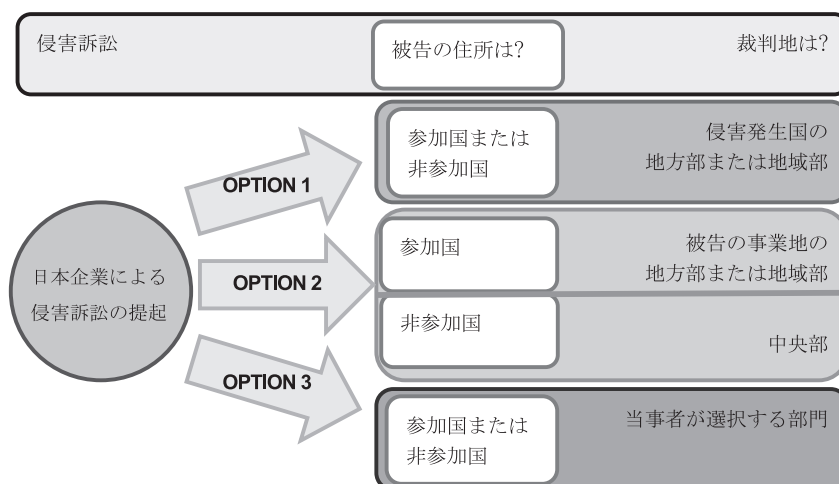 侵害訴訟
被告の住所は?
裁判地は?
日本企業による
侵害訴訟の提起
OPTION 1
参加国または
非参加国
侵害発生国の
地方部または地域部
OPTION 2
参加国
被告の事業地の
地方部または地域部
非参加国
中央部
OPTION 3
参加国または
非参加国
当事者が選択する部門